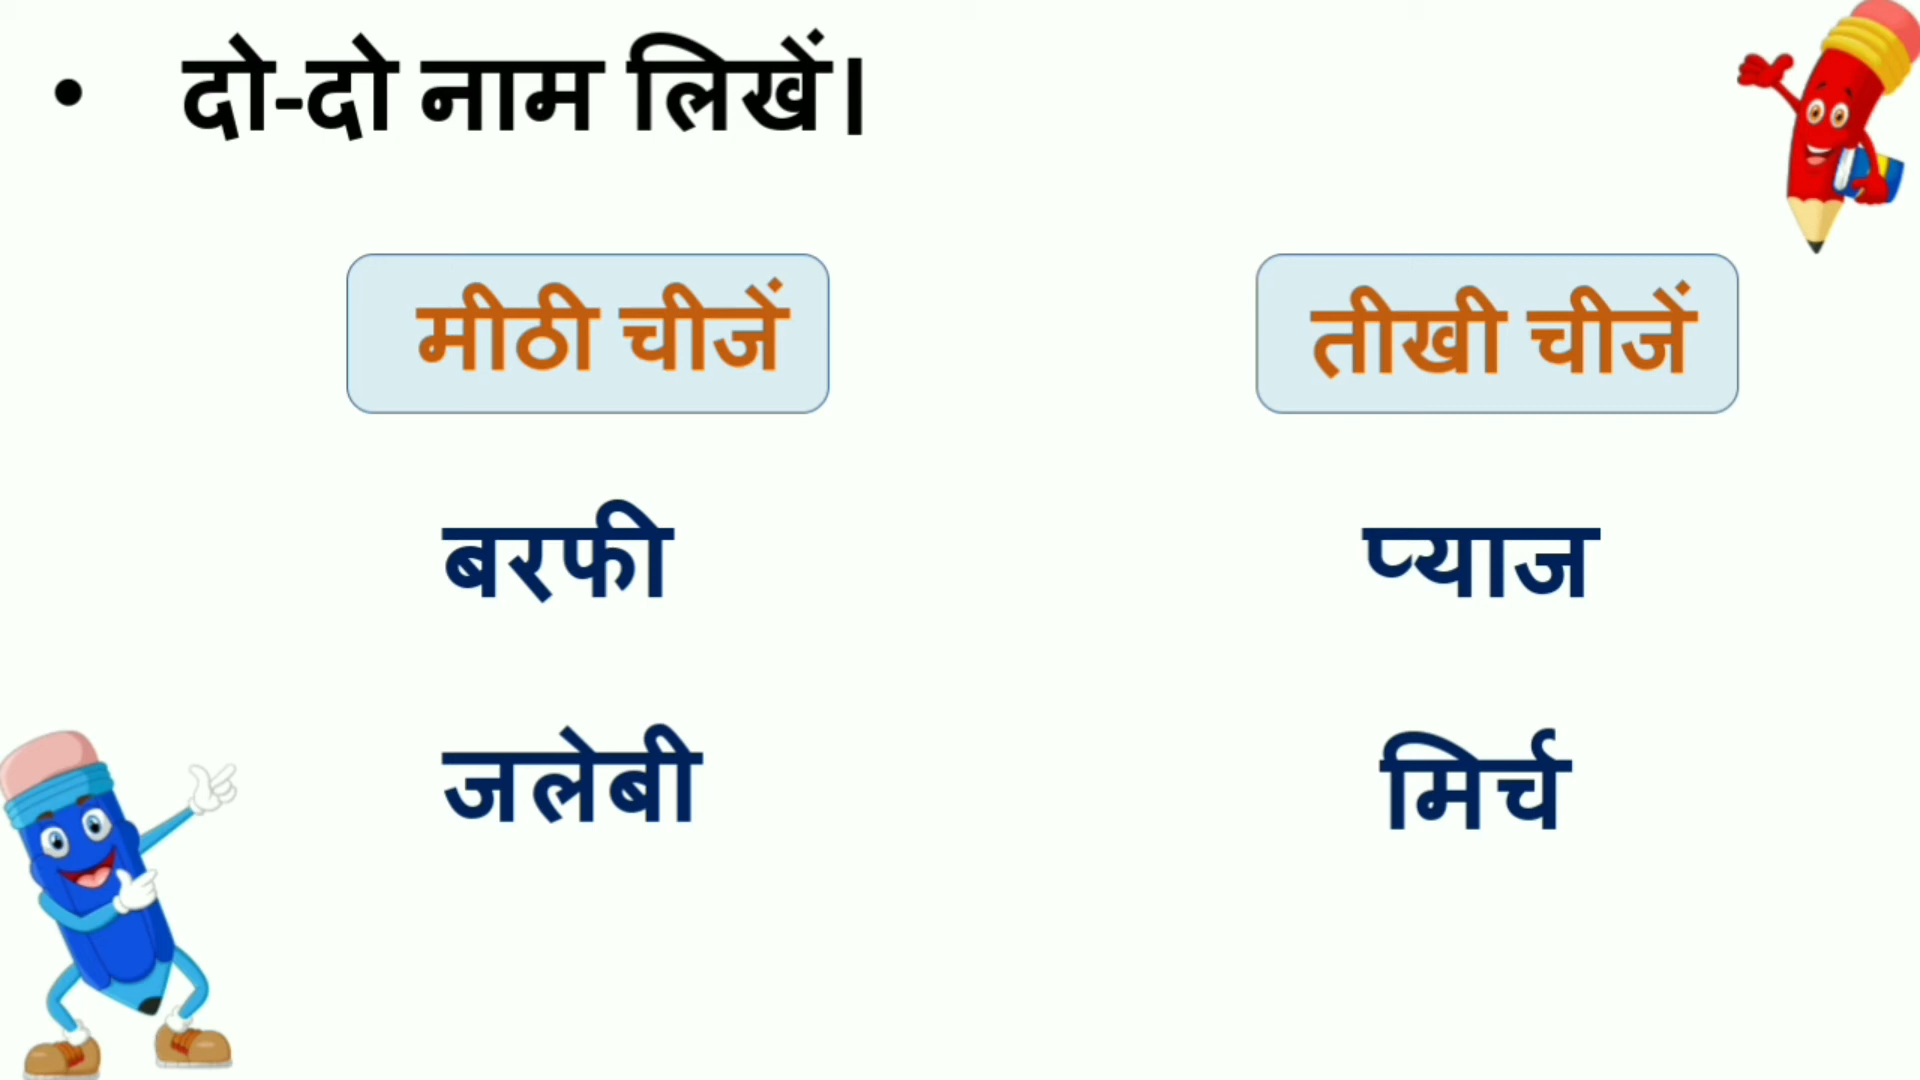 • दो-दो नाम लिखें।
मीठी चीजें
तीखी चीजें
बरफी
प्याज
जलेबी
मिर्च